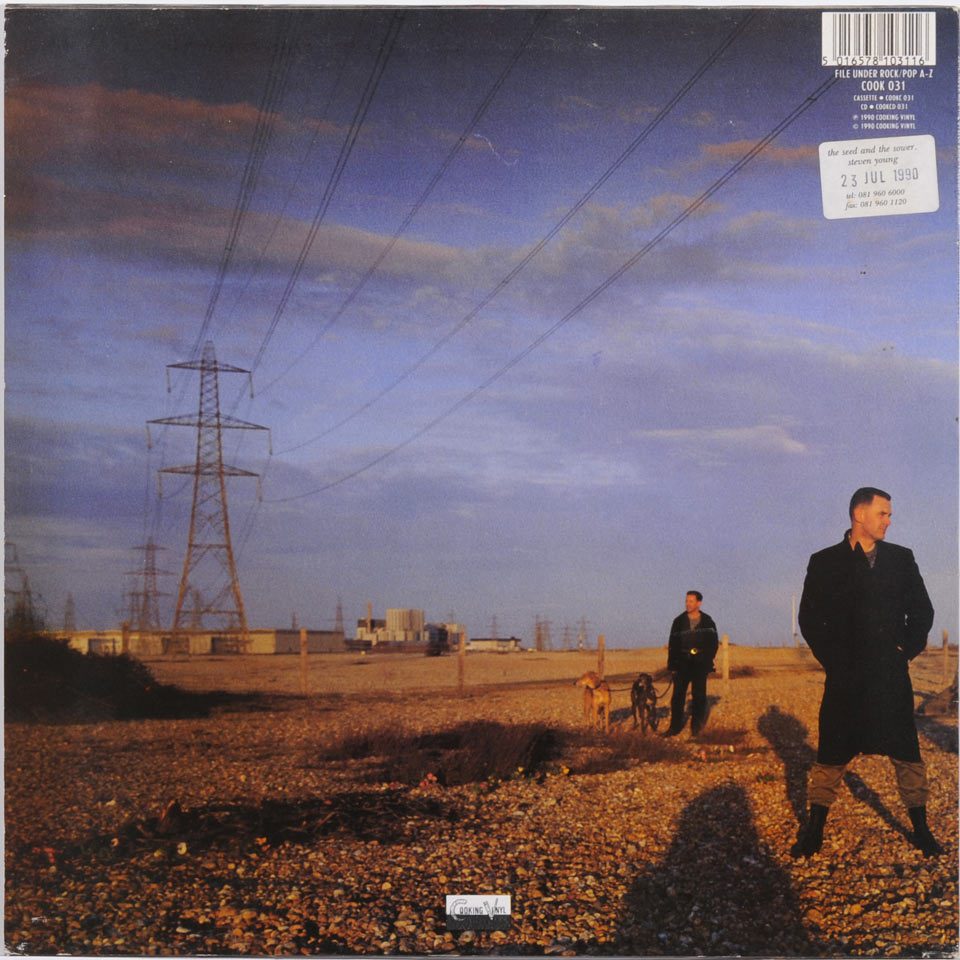 5 016578 103116
FILE UNDER ROCK/POP A-Z
COOK 031
CASSETTE • COOKC 031
CD • COOKCD 031
℗ 1990 COOKING VINYL
© 1990 COOKING VINYL
the seed and the sower.
steven young
23 JUL 1990
tel: 081 960 6000
fax: 081 960 1120
COOKING VINYL